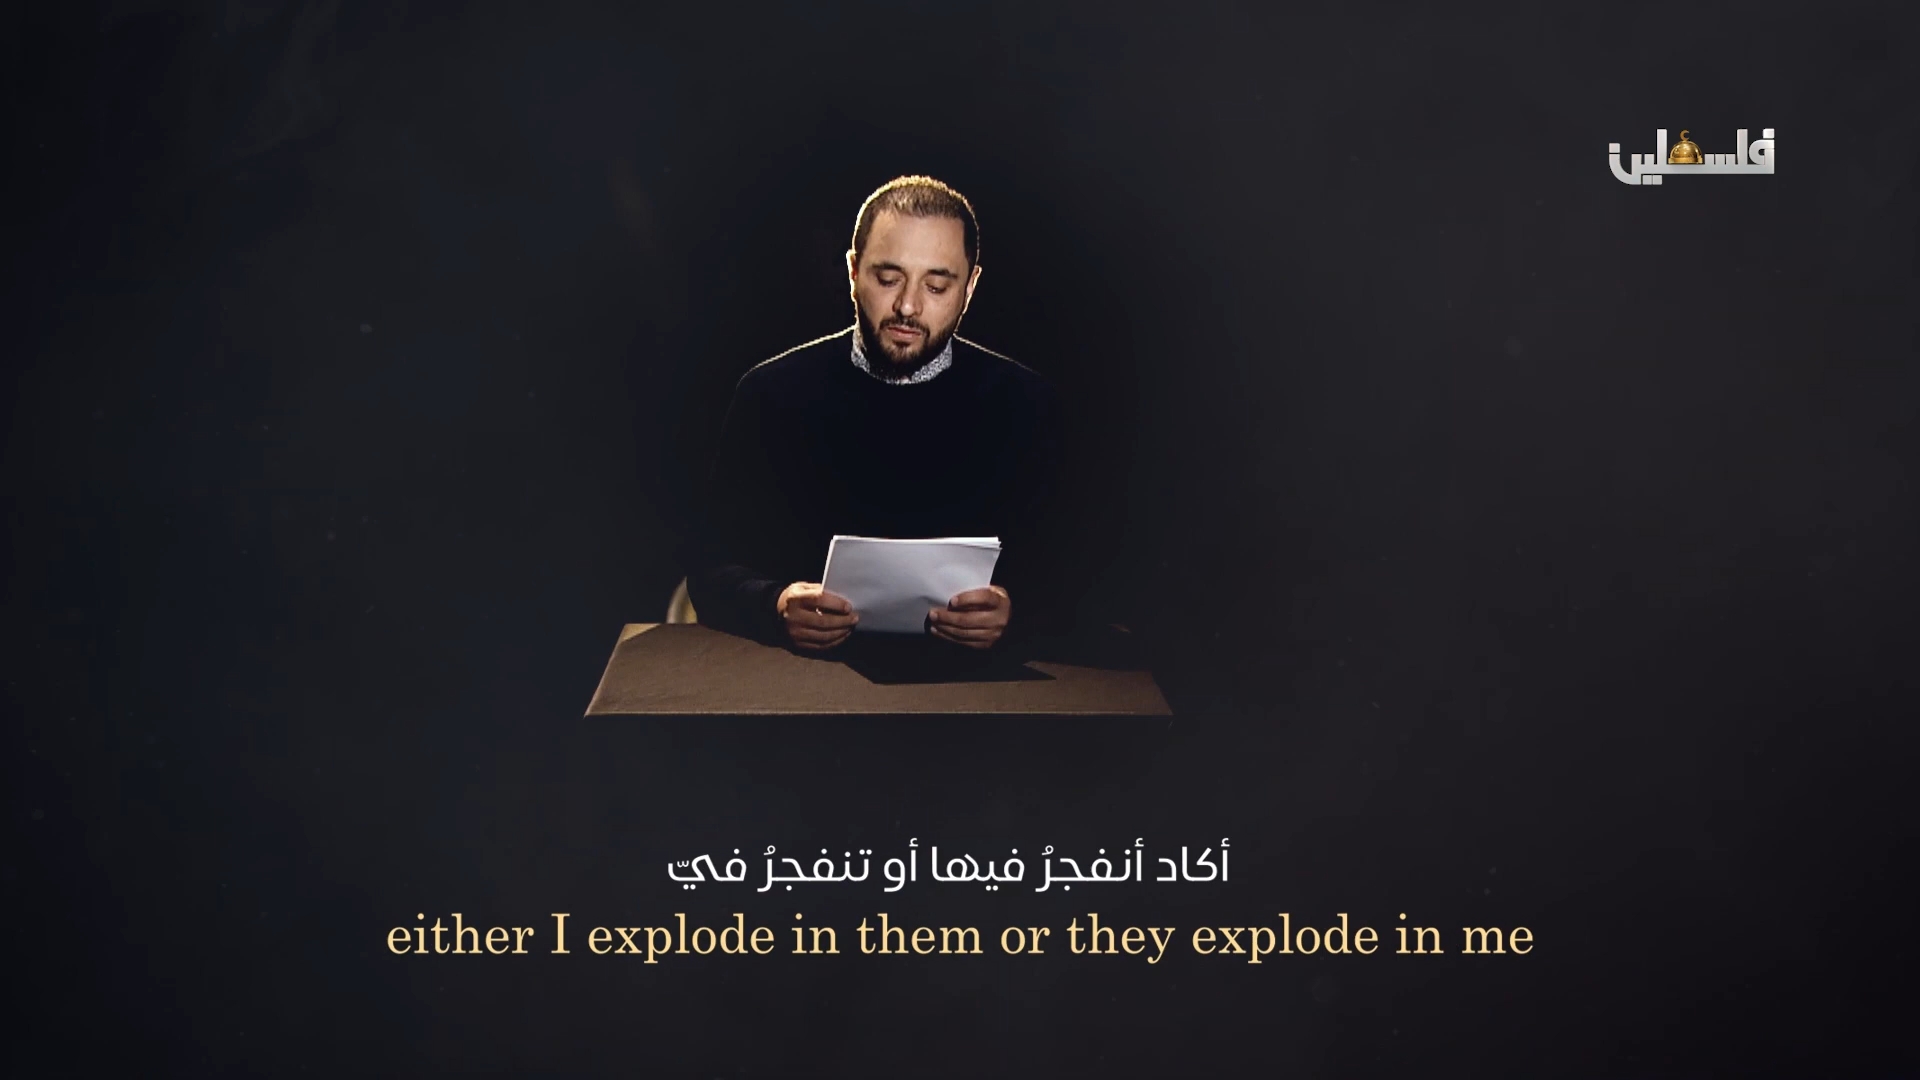 فلسطين
أكاد أنفجرُ فيها أو تنفجرُ فيّ
either I explode in them or they explode in me